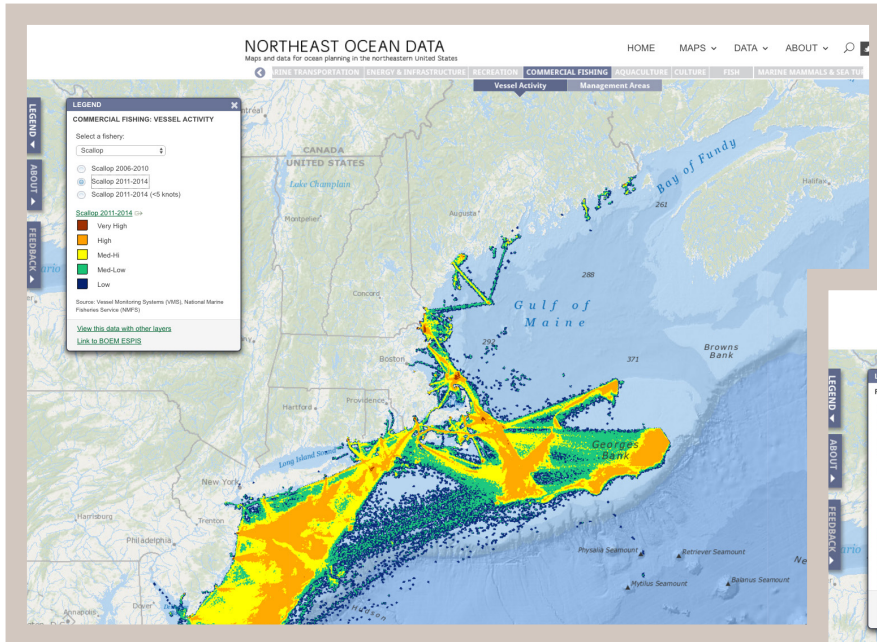 NORTHEAST OCEAN DATA
Maps and data for ocean planning in the northeastern United States
HOME MAPS DATA ABOUT
RINE TRANSPORTATION ENERGY & INFRASTRUCTURE RECREATION COMMERCIAL FISHING AQUACULTURE CULTURE FISH MARINE MAMMALS & SEA TU
Vessel Activity Management Areas
LEGEND
ABOUT
FEEDBACK
LEGEND
COMMERCIAL FISHING: VESSEL ACTIVITY
Select a fishery:
Scallop
Scallop 2006-2010
Scallop 2011-2014
Scallop 2011-2014 (<5 knots)
Scallop 2011-2014
Very High
High
Med-Hi
Med-Low
Low
Source: Vessel Monitoring Systems (VMS), National Marine
Fisheries Service (NMFS)
View this data with other layers
Link to BOEM ESPIS
tréal
CANADA
UNITED STATES
Lake Champlain
Montpelier
Augusta
Bay of Fundy
Halifax
261
288
Concord
Gulf of
Maine
292
371
Browns
Bank
Boston
Providence
Hartford
Georges
Bank
Long Island Sound
New York
Harrisburg
Trenton
Philadelphia
Physalia Seamount
Retriever Seamount
Mytilus Seamount
Balanus Seamount
Ne
Dover
Annapolis
Hudson
ario
LEGEND
ABOUT
FEEDBACK
ario